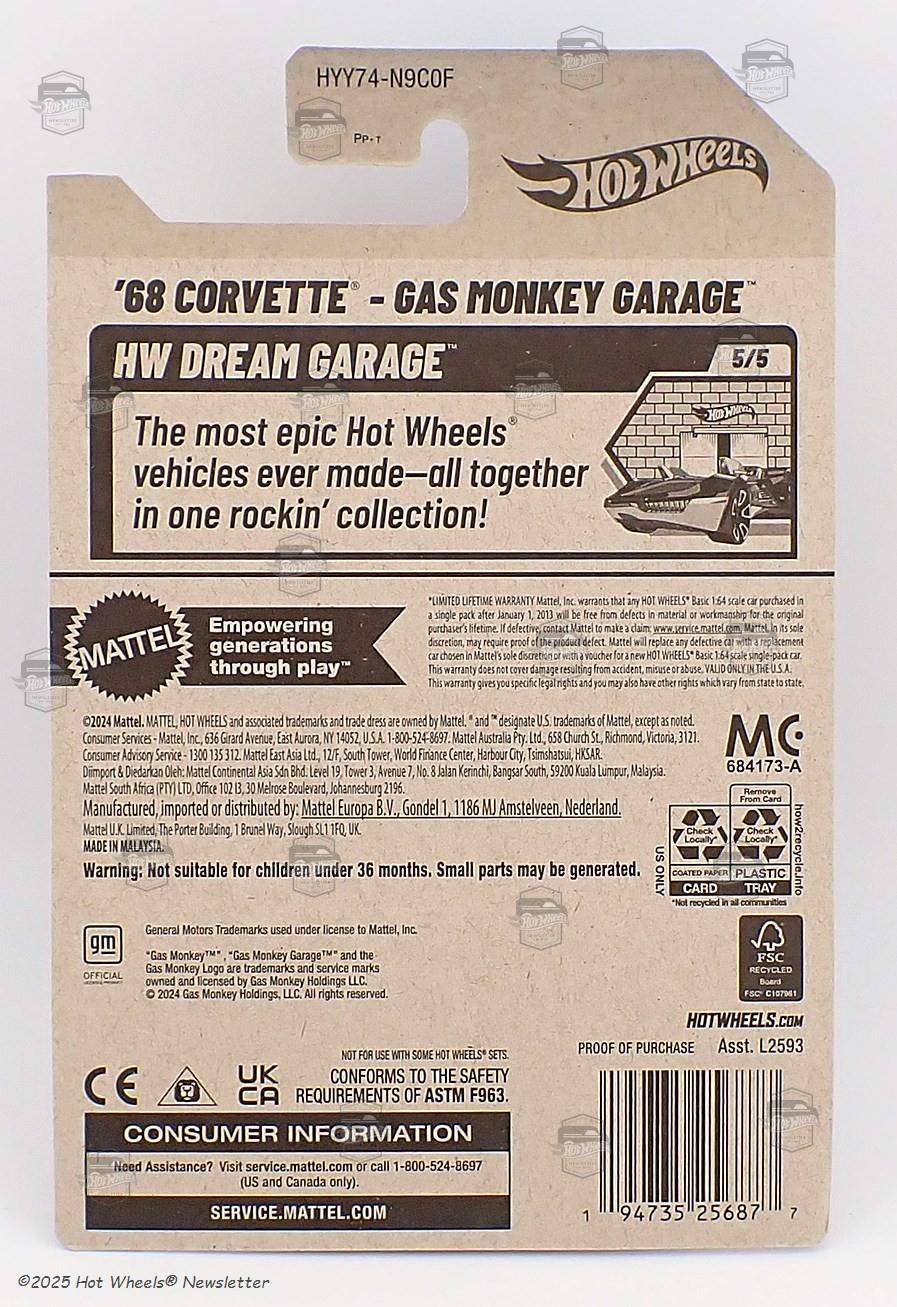 HYY74-N9C0F
PP-T
HOT WHEELS
'68 CORVETTE® - GAS MONKEY GARAGE™
HW DREAM GARAGE™
5/5
The most epic Hot Wheels®
vehicles ever made—all together
in one rockin' collection!
HOT WHEELS
MATTEL
Empowering
generations
through play™
*LIMITED LIFETIME WARRANTY Mattel, Inc. warrants that any HOT WHEELS® Basic 1:64 scale car purchased in
a single pack after January 1, 2013 will be free from defects in material or workmanship for the original
purchaser's lifetime. If defective, contact Mattel to make a claim; www.service.mattel.com. Mattel, in its sole
discretion, may require proof of the product defect. Mattel will replace any defective car with a replacement
car chosen in Mattel's sole discretion or with a voucher for a new HOT WHEELS® Basic 1:64 scale single-pack car.
This warranty does not cover damage resulting from accident, misuse or abuse. VALID ONLY IN THE U.S.A.
This warranty gives you specific legal rights and you may also have other rights which vary from state to state.
©2024 Mattel. MATTEL, HOT WHEELS and associated trademarks and trade dress are owned by Mattel. ® and ™ designate U.S. trademarks of Mattel, except as noted.
Consumer Services - Mattel, Inc., 636 Girard Avenue, East Aurora, NY 14052, U.S.A. 1-800-524-8697. Mattel Australia Pty. Ltd., 658 Church St., Richmond, Victoria, 3121.
Consumer Advisory Service - 1300 135 312. Mattel East Asia Ltd., 12/F, South Tower, World Finance Center, Harbour City, Tsimshatsui, HKSAR.
Diimport & Diedarkan Oleh: Mattel Continental Asia Sdn Bhd. Level 19, Tower 3, Avenue 7, No. 8 Jalan Kerinchi, Bangsar South, 59200 Kuala Lumpur, Malaysia.
Mattel South Africa (PTY) LTD, Office 102 I3, 30 Melrose Boulevard, Johannesburg 2196.
Manufactured, imported or distributed by: Mattel Europa B.V., Gondel 1, 1186 MJ Amstelveen, Nederland.
Mattel U.K. Limited, The Porter Building, 1 Brunel Way, Slough SL1 1FQ, UK.
MADE IN MALAYSIA.
Warning: Not suitable for children under 36 months. Small parts may be generated.
MC
684173-A
Remove
From Card
Check
Locally*
Check
Locally*
COATED PAPER
PLASTIC
CARD
TRAY
US ONLY
how2recycle.info
*Not recycled in all communities
gm
OFFICIAL
LICENSED PRODUCT
General Motors Trademarks used under license to Mattel, Inc.
"Gas Monkey™", "Gas Monkey Garage™" and the
Gas Monkey Logo are trademarks and service marks
owned and licensed by Gas Monkey Holdings LLC.
© 2024 Gas Monkey Holdings, LLC. All rights reserved.
FSC
RECYCLED
Board
FSC® C107981
HOTWHEELS.COM
PROOF OF PURCHASE Asst. L2593
CE
UK
CA
NOT FOR USE WITH SOME HOT WHEELS® SETS.
CONFORMS TO THE SAFETY
REQUIREMENTS OF ASTM F963.
CONSUMER INFORMATION
Need Assistance? Visit service.mattel.com or call 1-800-524-8697
(US and Canada only).
SERVICE.MATTEL.COM
1 94735 25687 7
©2025 Hot Wheels® Newsletter